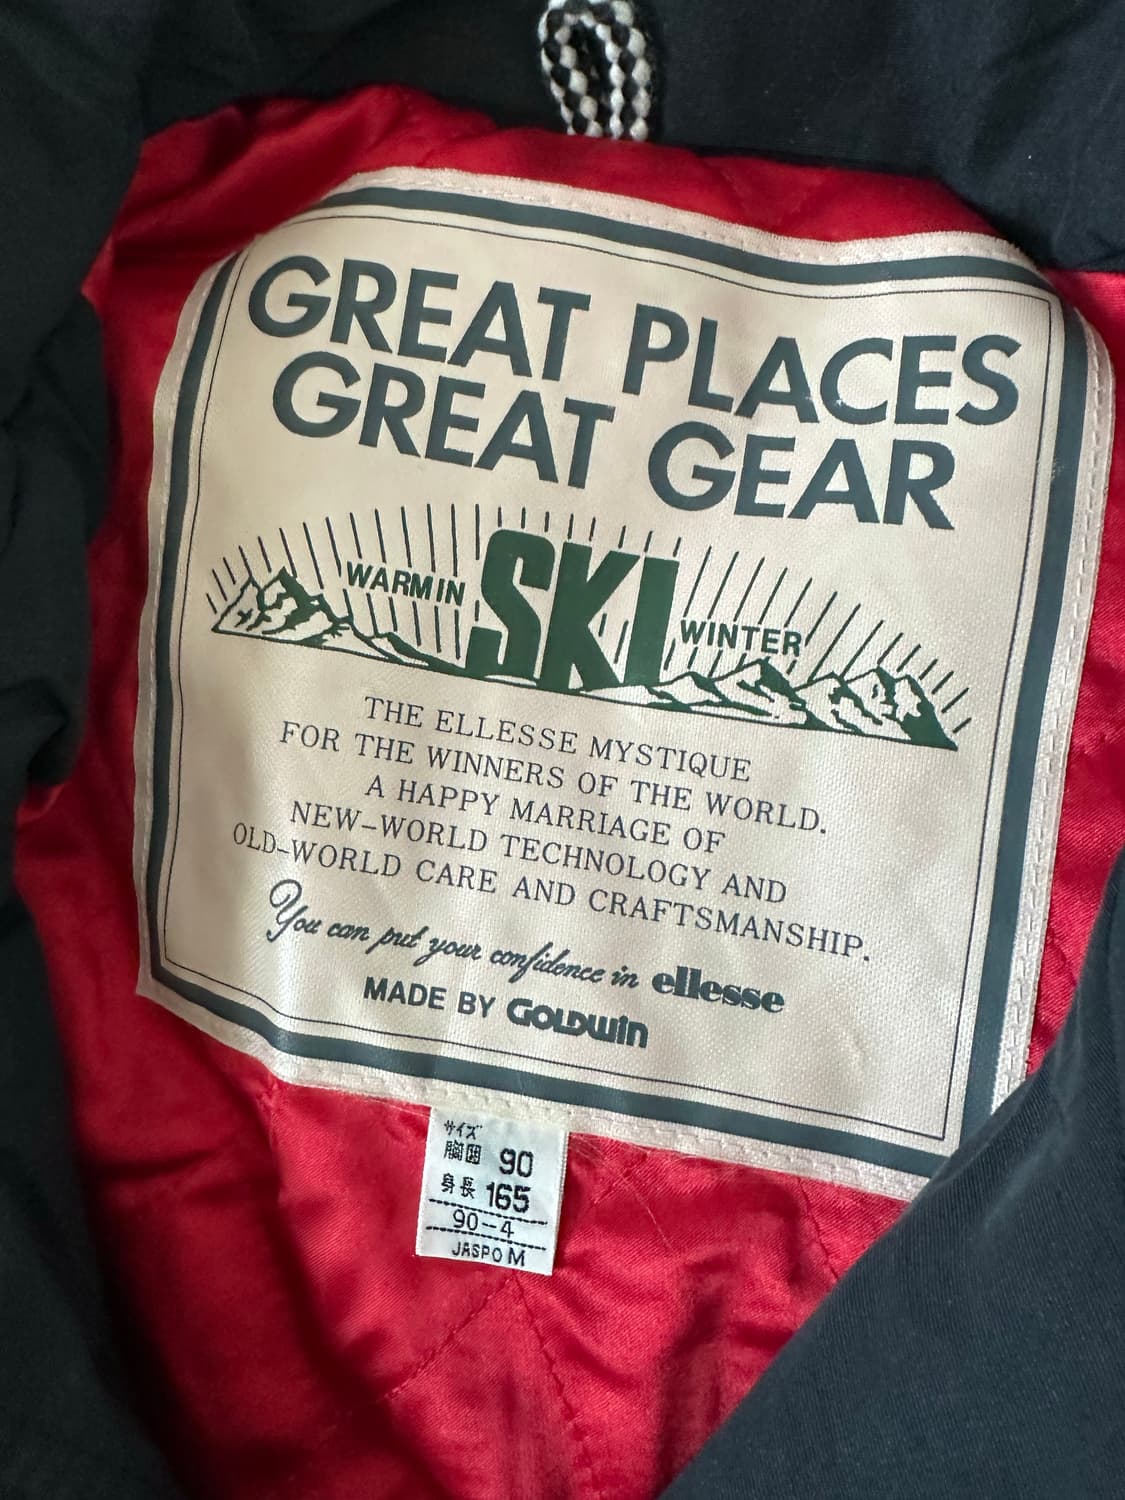 GREAT PLACES
GREAT GEAR
WARM IN SKI WINTER
THE ELLESSE MYSTIQUE
FOR THE WINNERS OF THE WORLD.
A HAPPY MARRIAGE OF
NEW-WORLD TECHNOLOGY AND
OLD-WORLD CARE AND CRAFTSMANSHIP.
You can put your confidence in ellesse
MADE BY GOLDWIN
サイズ
胸囲 90
身長 165
90-4
JASPO M